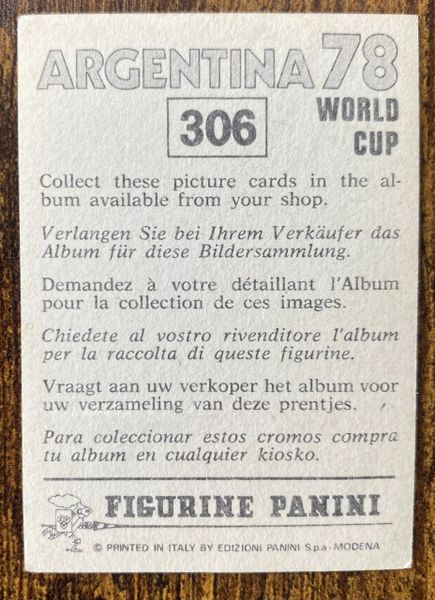 ARGENTINA 78
306
WORLD
CUP
Collect these picture cards in the al-
bum available from your shop.
Verlangen Sie bei Ihrem Verkäufer das
Album für diese Bildersammlung.
Demandez à votre détaillant l'Album
pour la collection de ces images.
Chiedete al vostro rivenditore l'album
per la raccolta di queste figurine.
Vraagt aan uw verkoper het album voor
uw verzameling van deze prentjes.
Para coleccionar estos cromos compra
tu album en cualquier kiosko.
FIGURINE PANINI
© PRINTED IN ITALY BY EDIZIONI PANINI S.p.a - MODENA